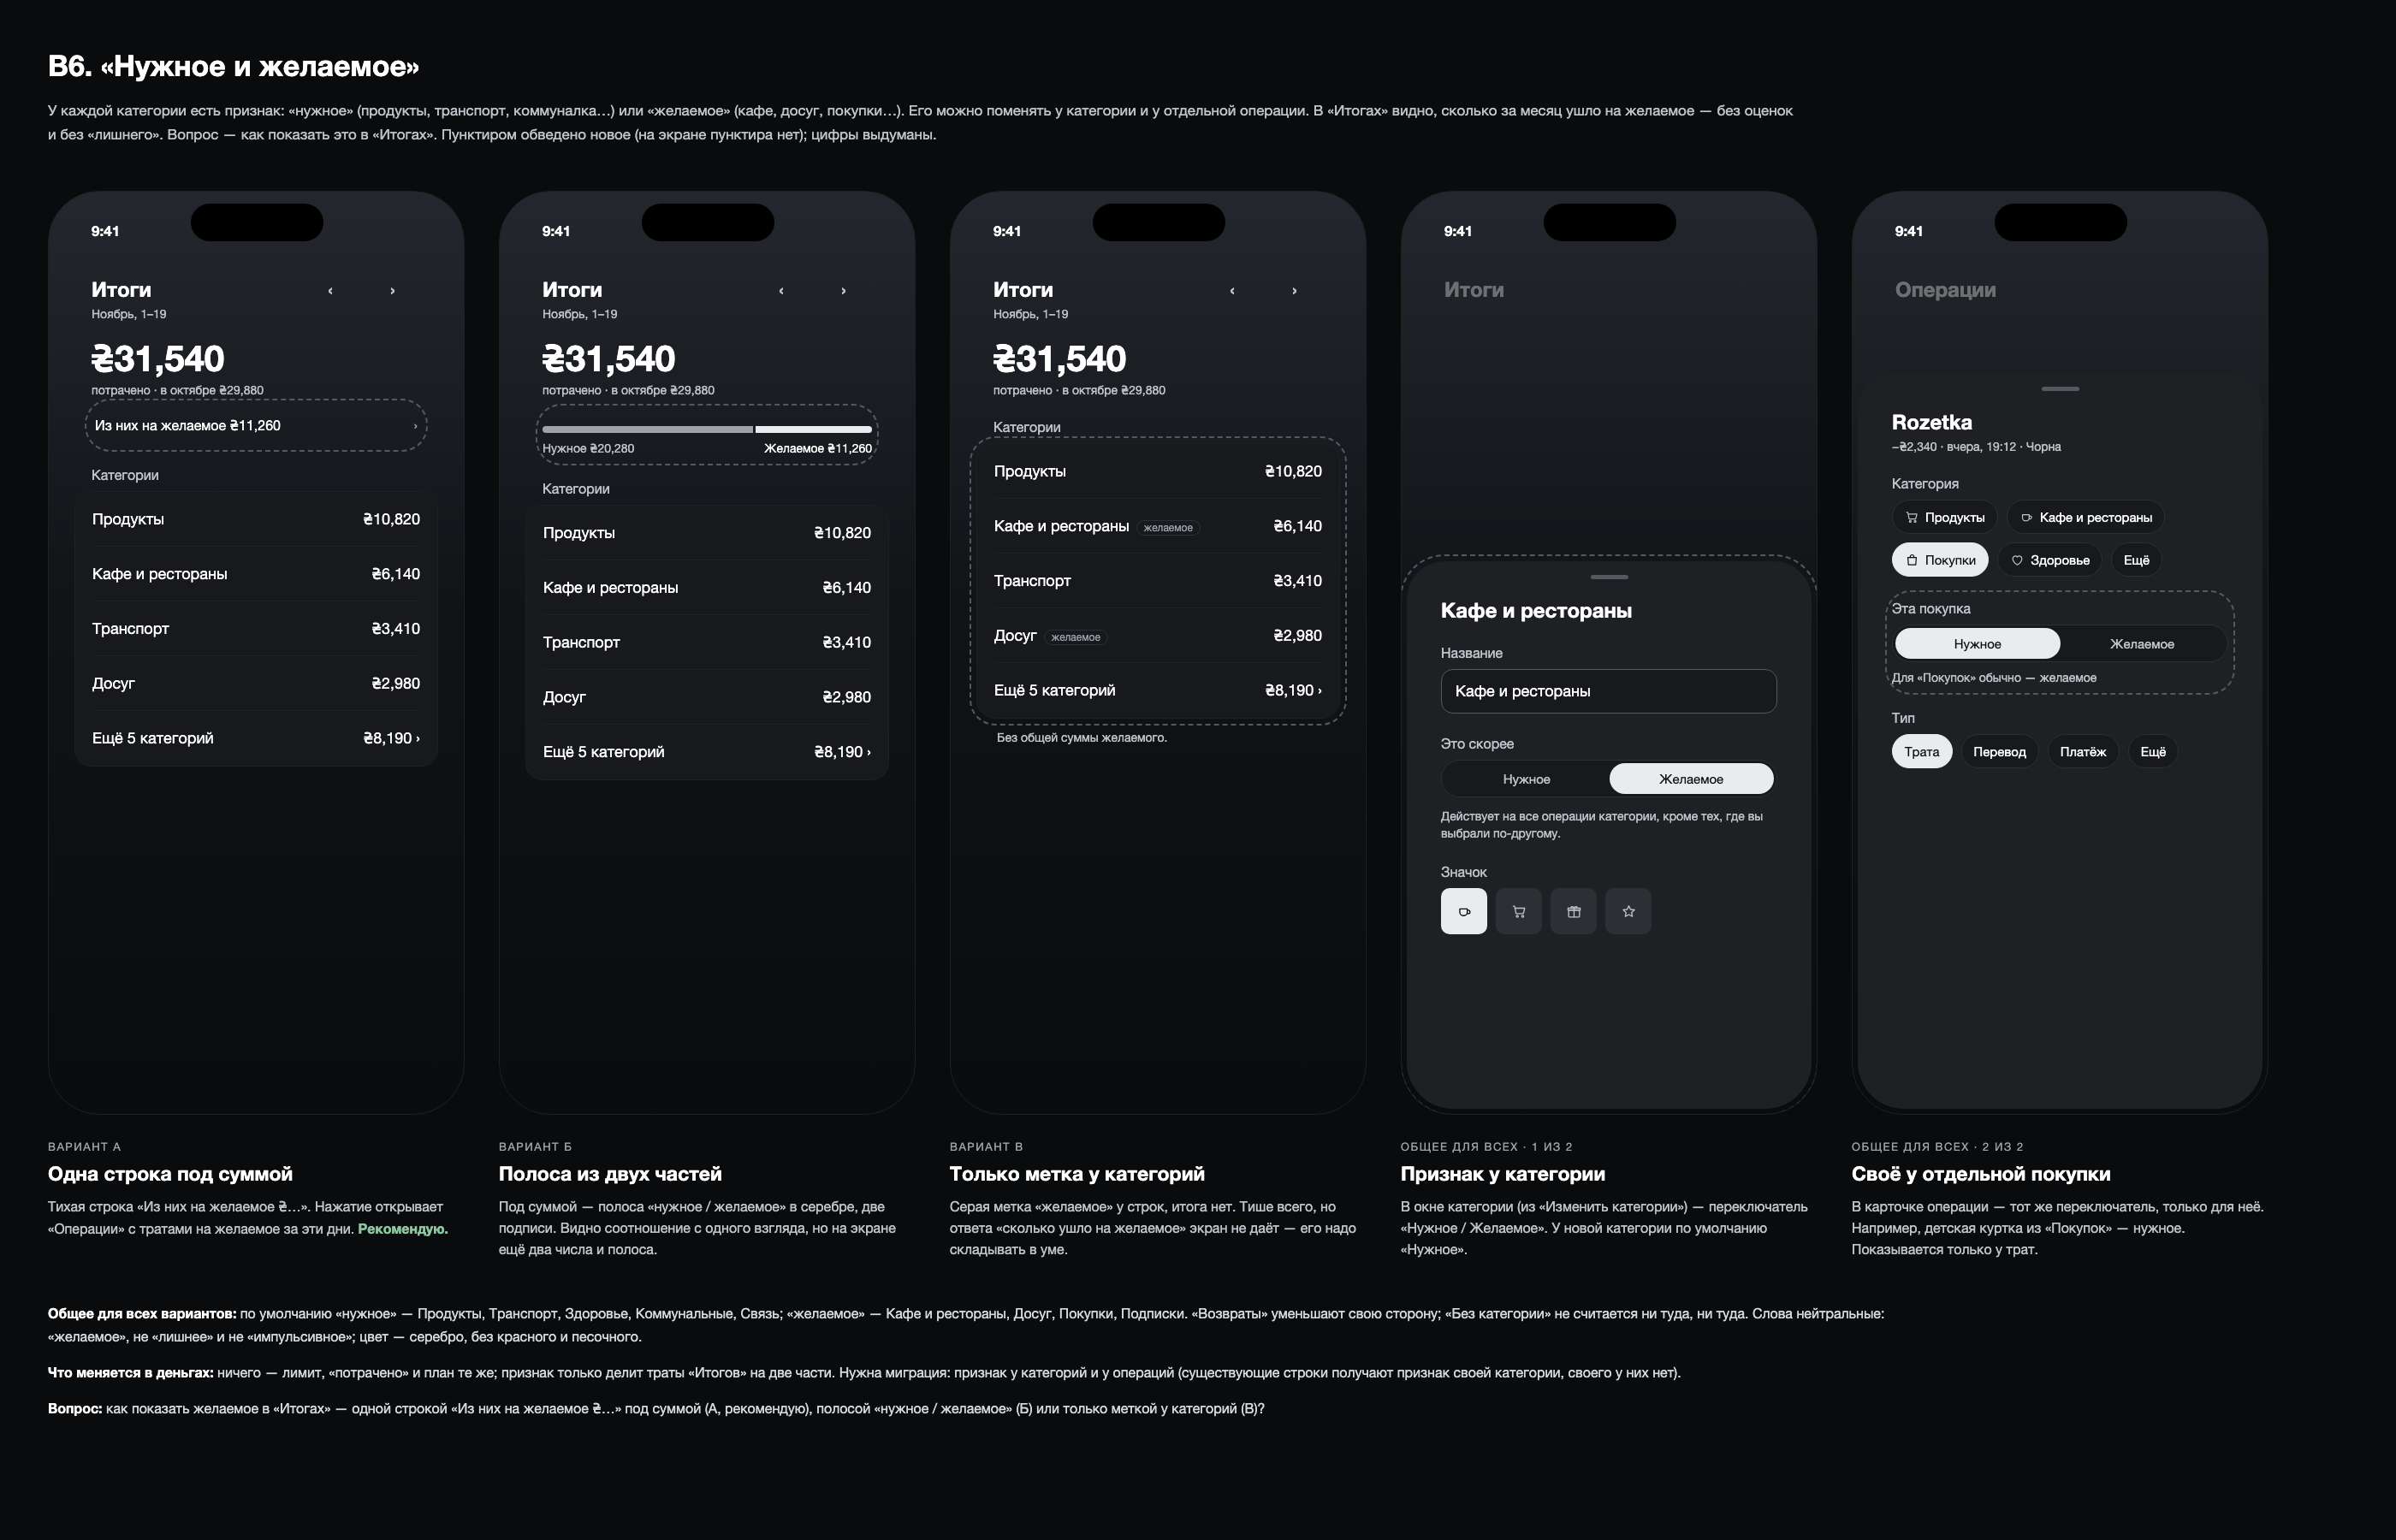 В6. «Нужное и желаемое»
У каждой категории есть признак: «нужное» (продукты, транспорт, коммуналка…) или «желаемое» (кафе, досуг, покупки…). Его можно поменять у категории и у отдельной операции. В «Итогах» видно, сколько за месяц ушло на желаемое — без оценок
и без «лишнего». Вопрос — как показать это в «Итогах». Пунктиром обведено новое (на экране пунктира нет); цифры выдуманы.
9:41
Итоги
‹ ›
Ноябрь, 1–19
₴31,540
потрачено · в октябре ₴29,880
Из них на желаемое ₴11,260 ›
Категории
Продукты ₴10,820
Кафе и рестораны ₴6,140
Транспорт ₴3,410
Досуг ₴2,980
Ещё 5 категорий ₴8,190 ›
ВАРИАНТ А
Одна строка под суммой
Тихая строка «Из них на желаемое ₴…». Нажатие открывает
«Операции» с тратами на желаемое за эти дни. Рекомендую.
9:41
Итоги
‹ ›
Ноябрь, 1–19
₴31,540
потрачено · в октябре ₴29,880
Нужное ₴20,280 Желаемое ₴11,260
Категории
Продукты ₴10,820
Кафе и рестораны ₴6,140
Транспорт ₴3,410
Досуг ₴2,980
Ещё 5 категорий ₴8,190 ›
ВАРИАНТ Б
Полоса из двух частей
Под суммой — полоса «нужное / желаемое» в серебре, две
подписи. Видно соотношение с одного взгляда, но на экране
ещё два числа и полоса.
9:41
Итоги
‹ ›
Ноябрь, 1–19
₴31,540
потрачено · в октябре ₴29,880
Категории
Продукты ₴10,820
Кафе и рестораны желаемое ₴6,140
Транспорт ₴3,410
Досуг желаемое ₴2,980
Ещё 5 категорий ₴8,190 ›
Без общей суммы желаемого.
ВАРИАНТ В
Только метка у категорий
Серая метка «желаемое» у строк, итога нет. Тише всего, но
ответа «сколько ушло на желаемое» экран не даёт — его надо
складывать в уме.
9:41
Итоги
Кафе и рестораны
Название
Кафе и рестораны
Это скорее
Нужное Желаемое
Действует на все операции категории, кроме тех, где вы
выбрали по-другому.
Значок
ОБЩЕЕ ДЛЯ ВСЕХ · 1 ИЗ 2
Признак у категории
В окне категории (из «Изменить категории») — переключатель
«Нужное / Желаемое». У новой категории по умолчанию
«Нужное».
9:41
Операции
Rozetka
−₴2,340 · вчера, 19:12 · Чорна
Категория
Продукты Кафе и рестораны
Покупки Здоровье Ещё
Эта покупка
Нужное Желаемое
Для «Покупок» обычно — желаемое
Тип
Трата Перевод Платёж Ещё
ОБЩЕЕ ДЛЯ ВСЕХ · 2 ИЗ 2
Своё у отдельной покупки
В карточке операции — тот же переключатель, только для неё.
Например, детская куртка из «Покупок» — нужное.
Показывается только у трат.
Общее для всех вариантов: по умолчанию «нужное» — Продукты, Транспорт, Здоровье, Коммунальные, Связь; «желаемое» — Кафе и рестораны, Досуг, Покупки, Подписки. «Возвраты» уменьшают свою сторону; «Без категории» не считается ни туда, ни туда. Слова нейтральные:
«желаемое», не «лишнее» и не «импульсивное»; цвет — серебро, без красного и песочного.
Что меняется в деньгах: ничего — лимит, «потрачено» и план те же; признак только делит траты «Итогов» на две части. Нужна миграция: признак у категорий и у операций (существующие строки получают признак своей категории, своего у них нет).
Вопрос: как показать желаемое в «Итогах» — одной строкой «Из них на желаемое ₴…» под суммой (А, рекомендую), полосой «нужное / желаемое» (Б) или только меткой у категорий (В)?